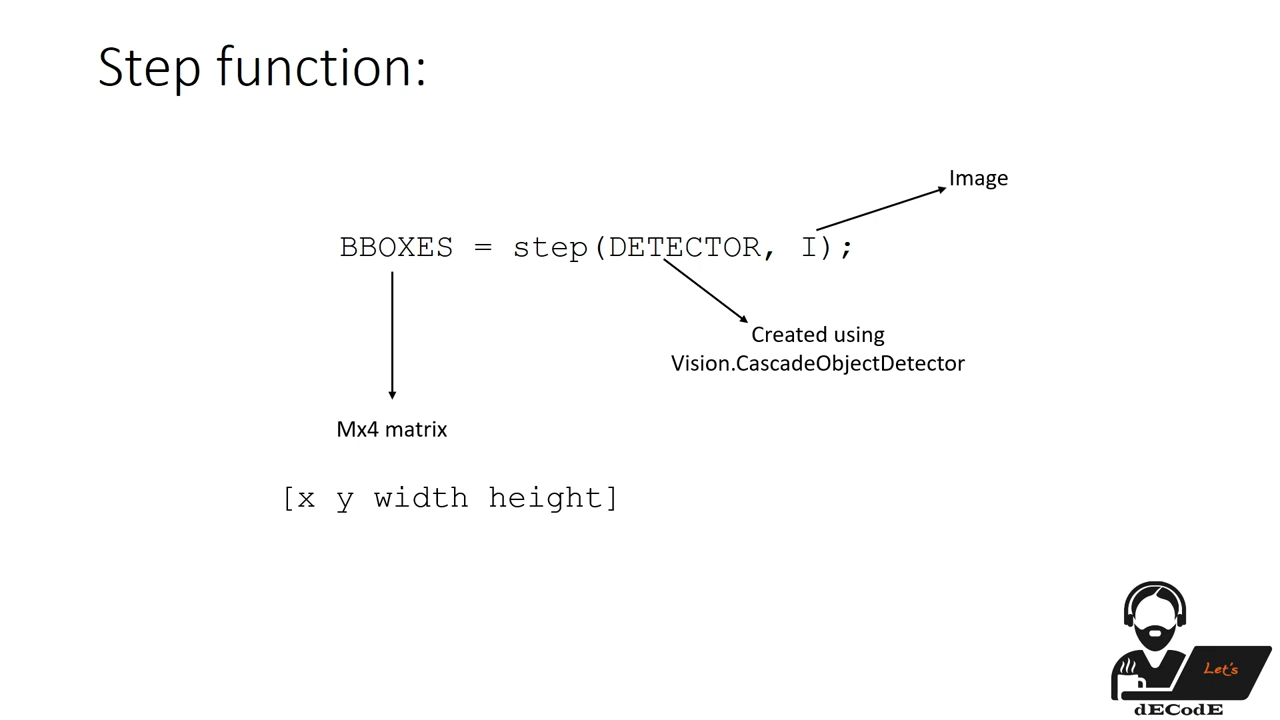 Step function:
Image
BBOXES = step(DETECTOR, I);
Created using
Vision.CascadeObjectDetector
Mx4 matrix
[x y width height]
Let's
dECodE